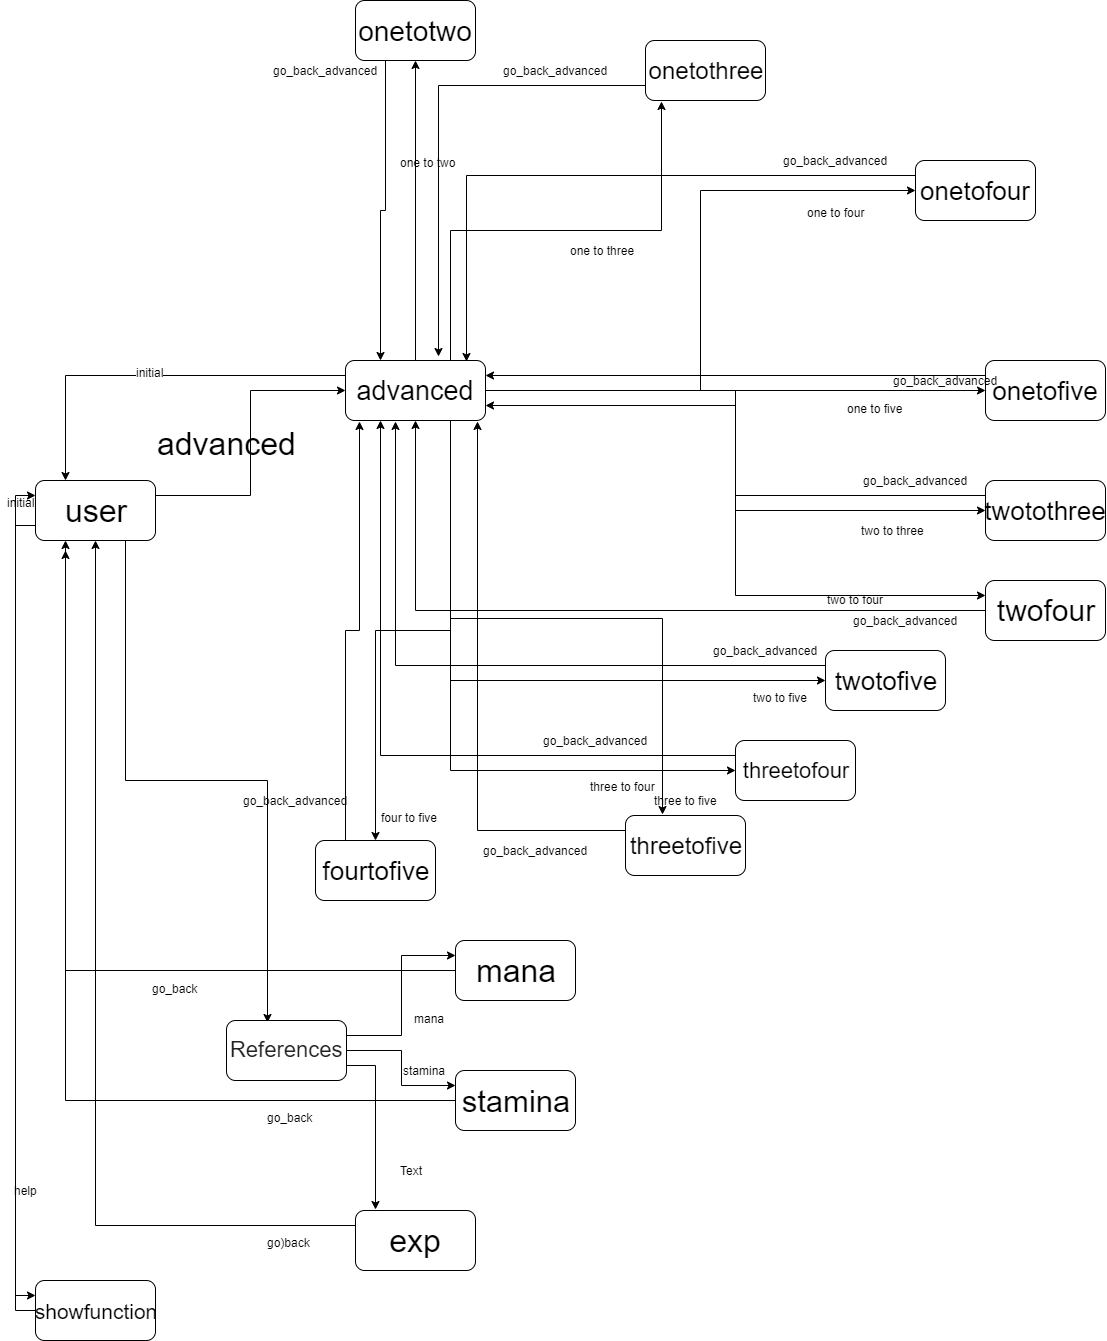 onetotwo
go_back_advanced
go_back_advanced
onetothree
one to two
go_back_advanced
onetofour
one to four
one to three
initial
advanced
go_back_advanced
onetofive
one to five
advanced
initial
user
go_back_advanced
twotothree
two to three
two to four
twofour
go_back_advanced
go_back_advanced
twotofive
two to five
go_back_advanced
threetofour
three to four
go_back_advanced
three to five
four to five
threetofive
go_back_advanced
fourtofive
mana
go_back
mana
References
stamina
stamina
go_back
Text
help
exp
go)back
showfunction